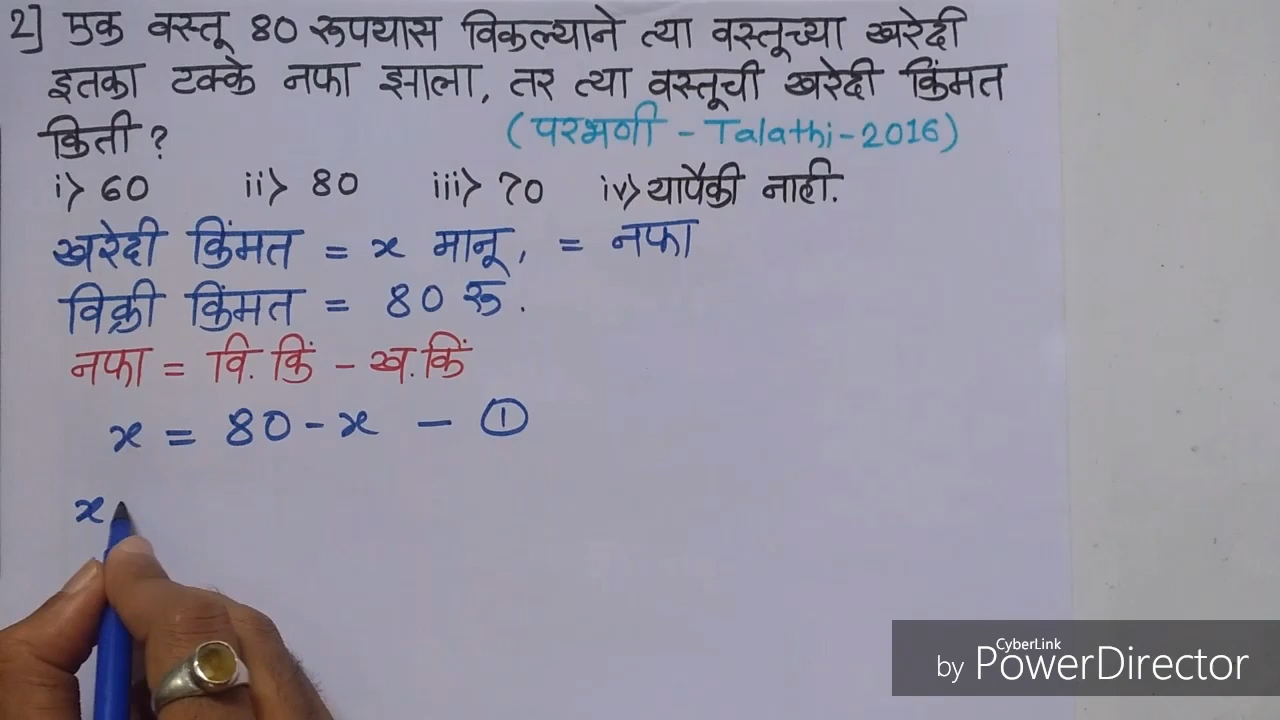 2] एक वस्तू 80 रूपयास विकल्याने त्या वस्तूच्या खरेदी
इतका टक्के नफा झाला, तर त्या वस्तूची खरेदी किंमत
किती ?
(परभणी - Talathi-2016)
i> 60 ii> 80 iii> 70 iv> यापैकी नाही.
खरेदी किंमत = x मानू, = नफा
विक्री किंमत = 80 रू.
नफा = वि. किं - ख. किं
x = 80 - x - ①
x
CyberLink
by PowerDirector